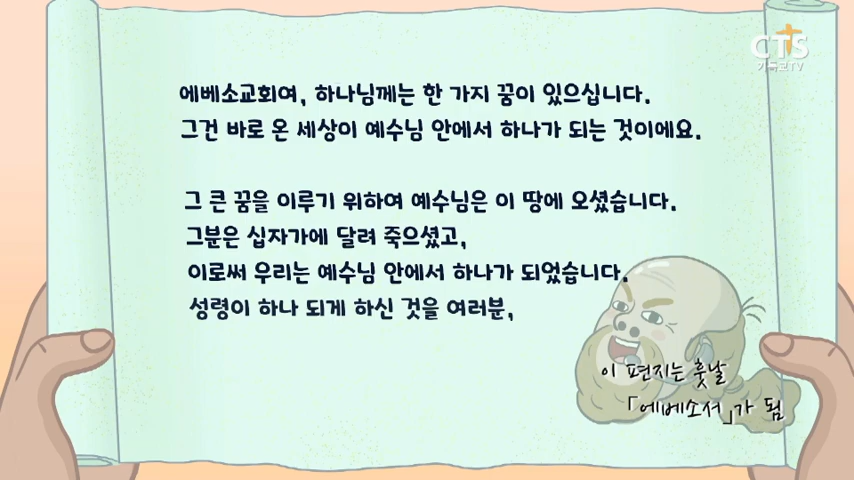 CTS
기독교TV
에베소교회여, 하나님께는 한 가지 꿈이 있으십니다.
그건 바로 온 세상이 예수님 안에서 하나가 되는 것이에요.
그 큰 꿈을 이루기 위하여 예수님은 이 땅에 오셨습니다.
그분은 십자가에 달려 죽으셨고,
이로써 우리는 예수님 안에서 하나가 되었습니다.
성령이 하나 되게 하신 것을 여러분,
이 편지는 훗날
「에베소서」가 됨